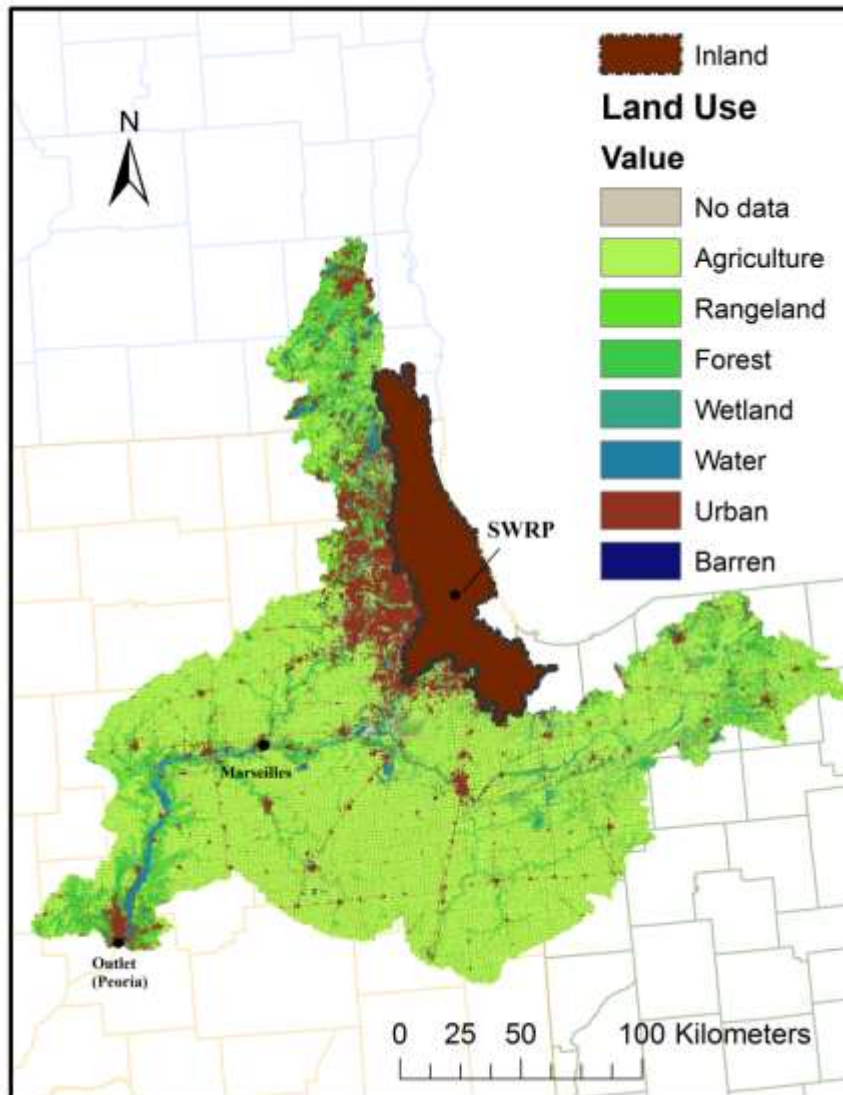 Inland
Land Use
Value
No data
Agriculture
Rangeland
Forest
Wetland
Water
Urban
Barren
N
SWRP
Marseilles
Outlet
(Peoria)
0 25 50 100 Kilometers